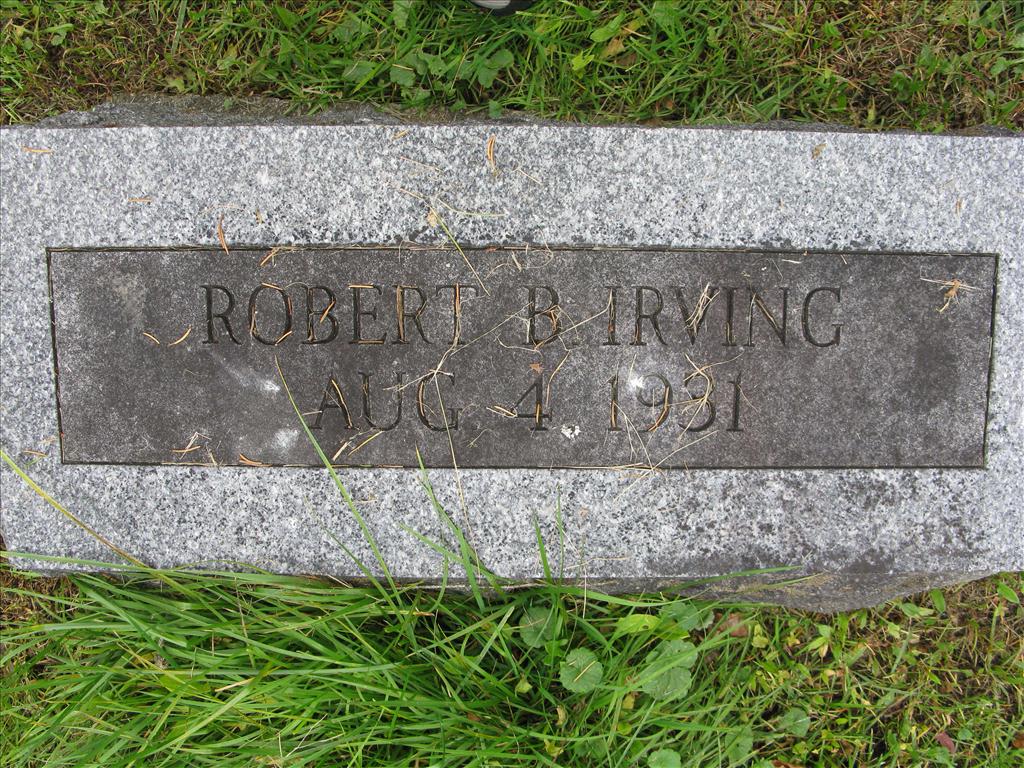 ROBERT B. IRVING
AUG. 4 1931